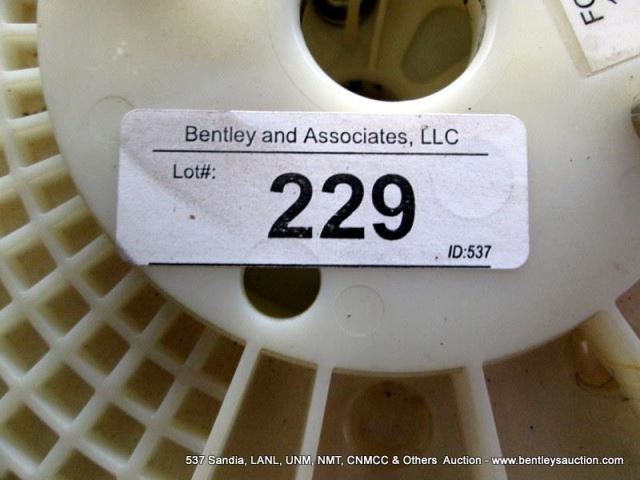 FO
Bentley and Associates, LLC
Lot#:
229
ID:537
537 Sandia, LANL, UNM, NMT, CNMCC & Others Auction - www.bentleysauction.com